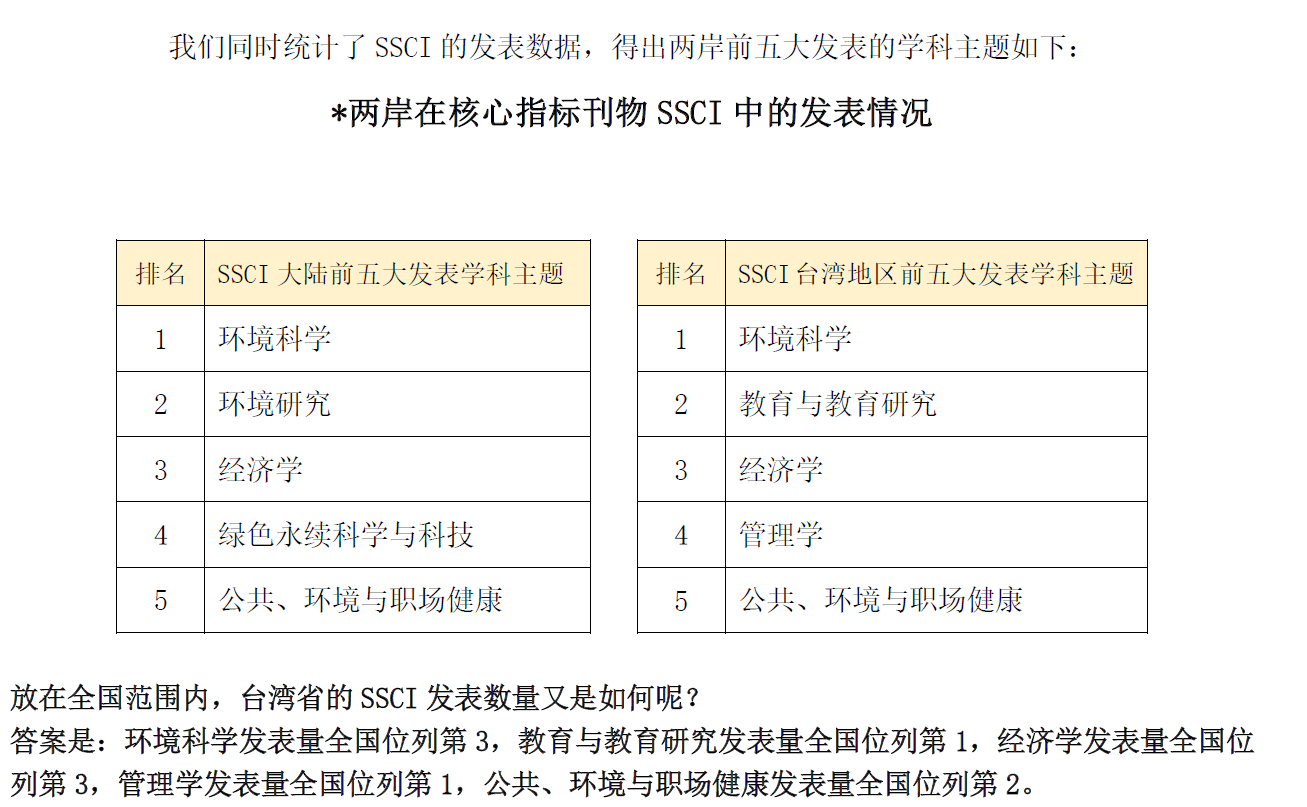 我们同时统计了 SSCI 的发表数据，得出两岸前五大发表的学科主题如下：
*两岸在核心指标刊物 SSCI 中的发表情况
排名 SSCI 大陆前五大发表学科主题
1 环境科学
2 环境研究
3 经济学
4 绿色永续科学与科技
5 公共、环境与职场健康
排名 SSCI 台湾地区前五大发表学科主题
1 环境科学
2 教育与教育研究
3 经济学
4 管理学
5 公共、环境与职场健康
放在全国范围内，台湾省的 SSCI 发表数量又是如何呢？
答案是：环境科学发表量全国位列第 3，教育与教育研究发表量全国位列第 1，经济学发表量全国位
列第 3，管理学发表量全国位列第 1，公共、环境与职场健康发表量全国位列第 2。